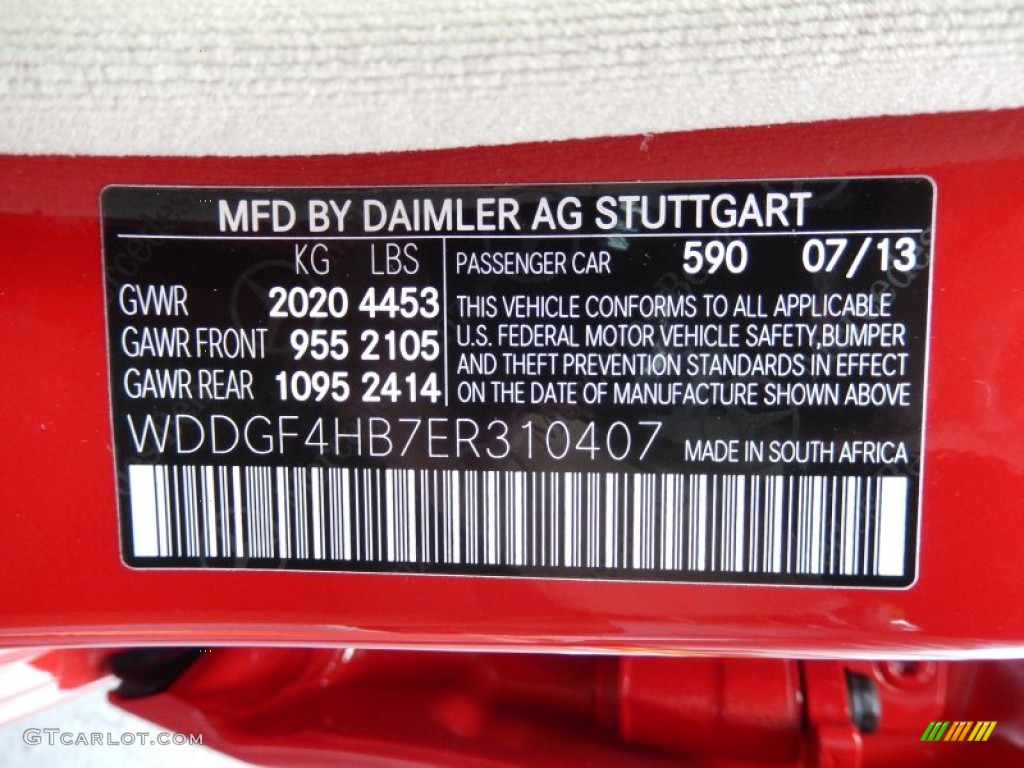 MFD BY DAIMLER AG STUTTGART
KG LBS
GVWR 2020 4453
GAWR FRONT 955 2105
GAWR REAR 1095 2414
PASSENGER CAR 590 07/13
THIS VEHICLE CONFORMS TO ALL APPLICABLE
U.S. FEDERAL MOTOR VEHICLE SAFETY,BUMPER
AND THEFT PREVENTION STANDARDS IN EFFECT
ON THE DATE OF MANUFACTURE SHOWN ABOVE
WDDGF4HB7ER310407
MADE IN SOUTH AFRICA
GTCARLOT.COM